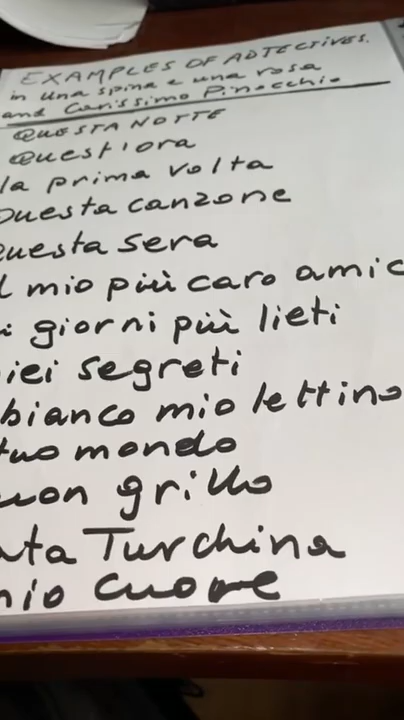 EXAMPLES OF ADJECTIVES.
in una spina e una rosa
and Carissimo Pinocchio
QUESTA NOTTE
Quest'ora
la prima volta
Questa canzone
uesta sera
l mio più caro amic
i giorni più lieti
iei segreti
bianco mio lettino
tuo mondo
uon grillo
ata Turchina
mio cuore